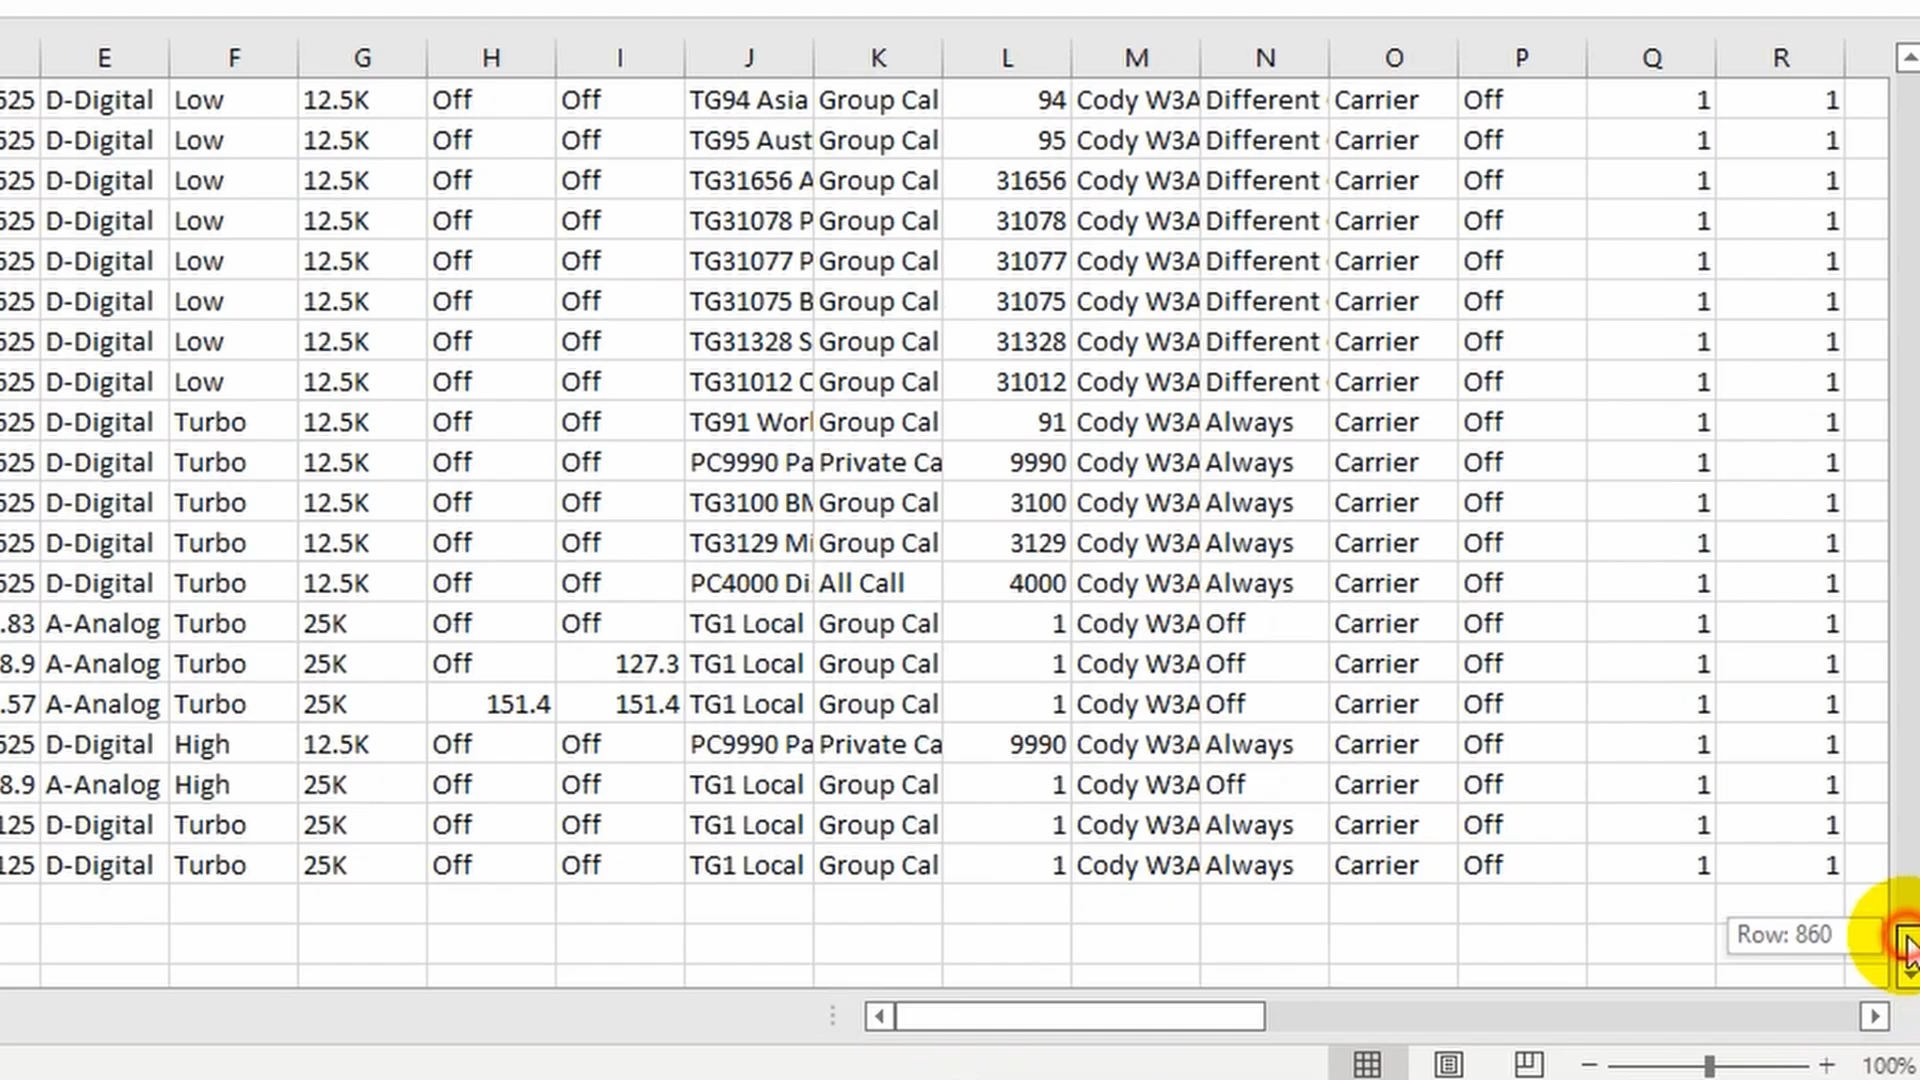 E F G H I J K L M N O P Q R
525 D-Digital Low 12.5K Off Off TG94 Asia Group Cal 94 Cody W3A Different Carrier Off 1 1
525 D-Digital Low 12.5K Off Off TG95 Aust Group Cal 95 Cody W3A Different Carrier Off 1 1
525 D-Digital Low 12.5K Off Off TG31656 A Group Cal 31656 Cody W3A Different Carrier Off 1 1
525 D-Digital Low 12.5K Off Off TG31078 P Group Cal 31078 Cody W3A Different Carrier Off 1 1
525 D-Digital Low 12.5K Off Off TG31077 P Group Cal 31077 Cody W3A Different Carrier Off 1 1
525 D-Digital Low 12.5K Off Off TG31075 B Group Cal 31075 Cody W3A Different Carrier Off 1 1
525 D-Digital Low 12.5K Off Off TG31328 S Group Cal 31328 Cody W3A Different Carrier Off 1 1
525 D-Digital Low 12.5K Off Off TG31012 C Group Cal 31012 Cody W3A Different Carrier Off 1 1
525 D-Digital Turbo 12.5K Off Off TG91 Worl Group Cal 91 Cody W3A Always Carrier Off 1 1
525 D-Digital Turbo 12.5K Off Off PC9990 Pa Private Ca 9990 Cody W3A Always Carrier Off 1 1
525 D-Digital Turbo 12.5K Off Off TG3100 BM Group Cal 3100 Cody W3A Always Carrier Off 1 1
525 D-Digital Turbo 12.5K Off Off TG3129 Mi Group Cal 3129 Cody W3A Always Carrier Off 1 1
525 D-Digital Turbo 12.5K Off Off PC4000 Di All Call 4000 Cody W3A Always Carrier Off 1 1
.83 A-Analog Turbo 25K Off Off TG1 Local Group Cal 1 Cody W3A Off Carrier Off 1 1
8.9 A-Analog Turbo 25K Off 127.3 TG1 Local Group Cal 1 Cody W3A Off Carrier Off 1 1
.57 A-Analog Turbo 25K 151.4 151.4 TG1 Local Group Cal 1 Cody W3A Off Carrier Off 1 1
525 D-Digital High 12.5K Off Off PC9990 Pa Private Ca 9990 Cody W3A Always Carrier Off 1 1
8.9 A-Analog High 25K Off Off TG1 Local Group Cal 1 Cody W3A Off Carrier Off 1 1
125 D-Digital Turbo 25K Off Off TG1 Local Group Cal 1 Cody W3A Always Carrier Off 1 1
125 D-Digital Turbo 25K Off Off TG1 Local Group Cal 1 Cody W3A Always Carrier Off 1 1
Row: 860
100%